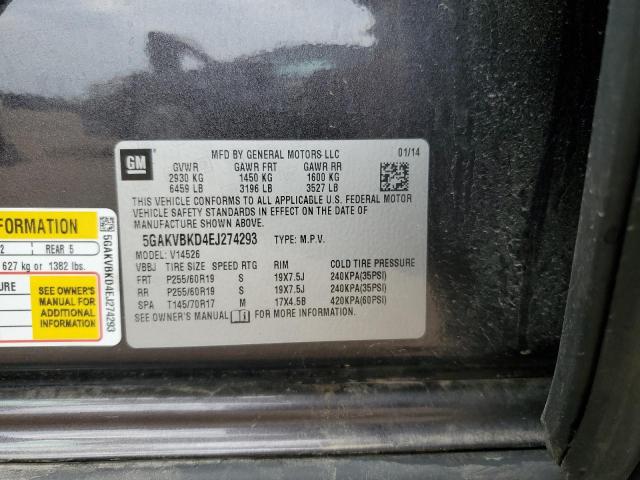 GM
MFD BY GENERAL MOTORS LLC 01/14
GVWR GAWR FRT GAWR RR
2930 KG 1450 KG 1600 KG
6459 LB 3196 LB 3527 LB
THIS VEHICLE CONFORMS TO ALL APPLICABLE U.S. FEDERAL MOTOR
VEHICLE SAFETY STANDARDS IN EFFECT ON THE DATE OF
MANUFACTURE SHOWN ABOVE.
5GAKVBKD4EJ274293 TYPE: M.P.V.
MODEL: V14526
VBBJ TIRE SIZE SPEED RTG RIM COLD TIRE PRESSURE
FRT P255/60R19 S 19X7.5J 240KPA(35PSI)
RR P255/60R19 S 19X7.5J 240KPA(35PSI)
SPA T145/70R17 M 17X4.5B 420KPA(60PSI)
SEE OWNER'S MANUAL FOR MORE INFORMATION
FORMATION
2 REAR 5
627 kg or 1382 lbs.
URE
SEE OWNER'S
MANUAL FOR
ADDITIONAL
INFORMATION
5GAKVBKD4EJ274293